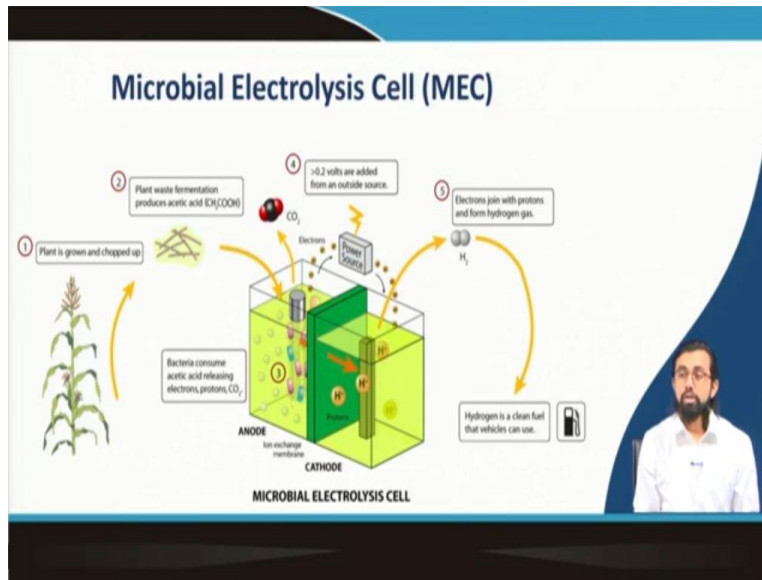 Microbial Electrolysis Cell (MEC)
1
Plant is grown and chopped up
2
Plant waste fermentation
produces acetic acid (CH3COOH)
CO2
4
>0.2 volts are added
from an outside source.
Electrons
Power
Source
5
Electrons join with protons
and form hydrogen gas.
H2
Bacteria consume
acetic acid releasing
electrons, protons, CO2.
3
H+
H+
H+
H+
Protons
ANODE
Ion exchange
membrane
CATHODE
Hydrogen is a clean fuel
that vehicles can use.
MICROBIAL ELECTROLYSIS CELL